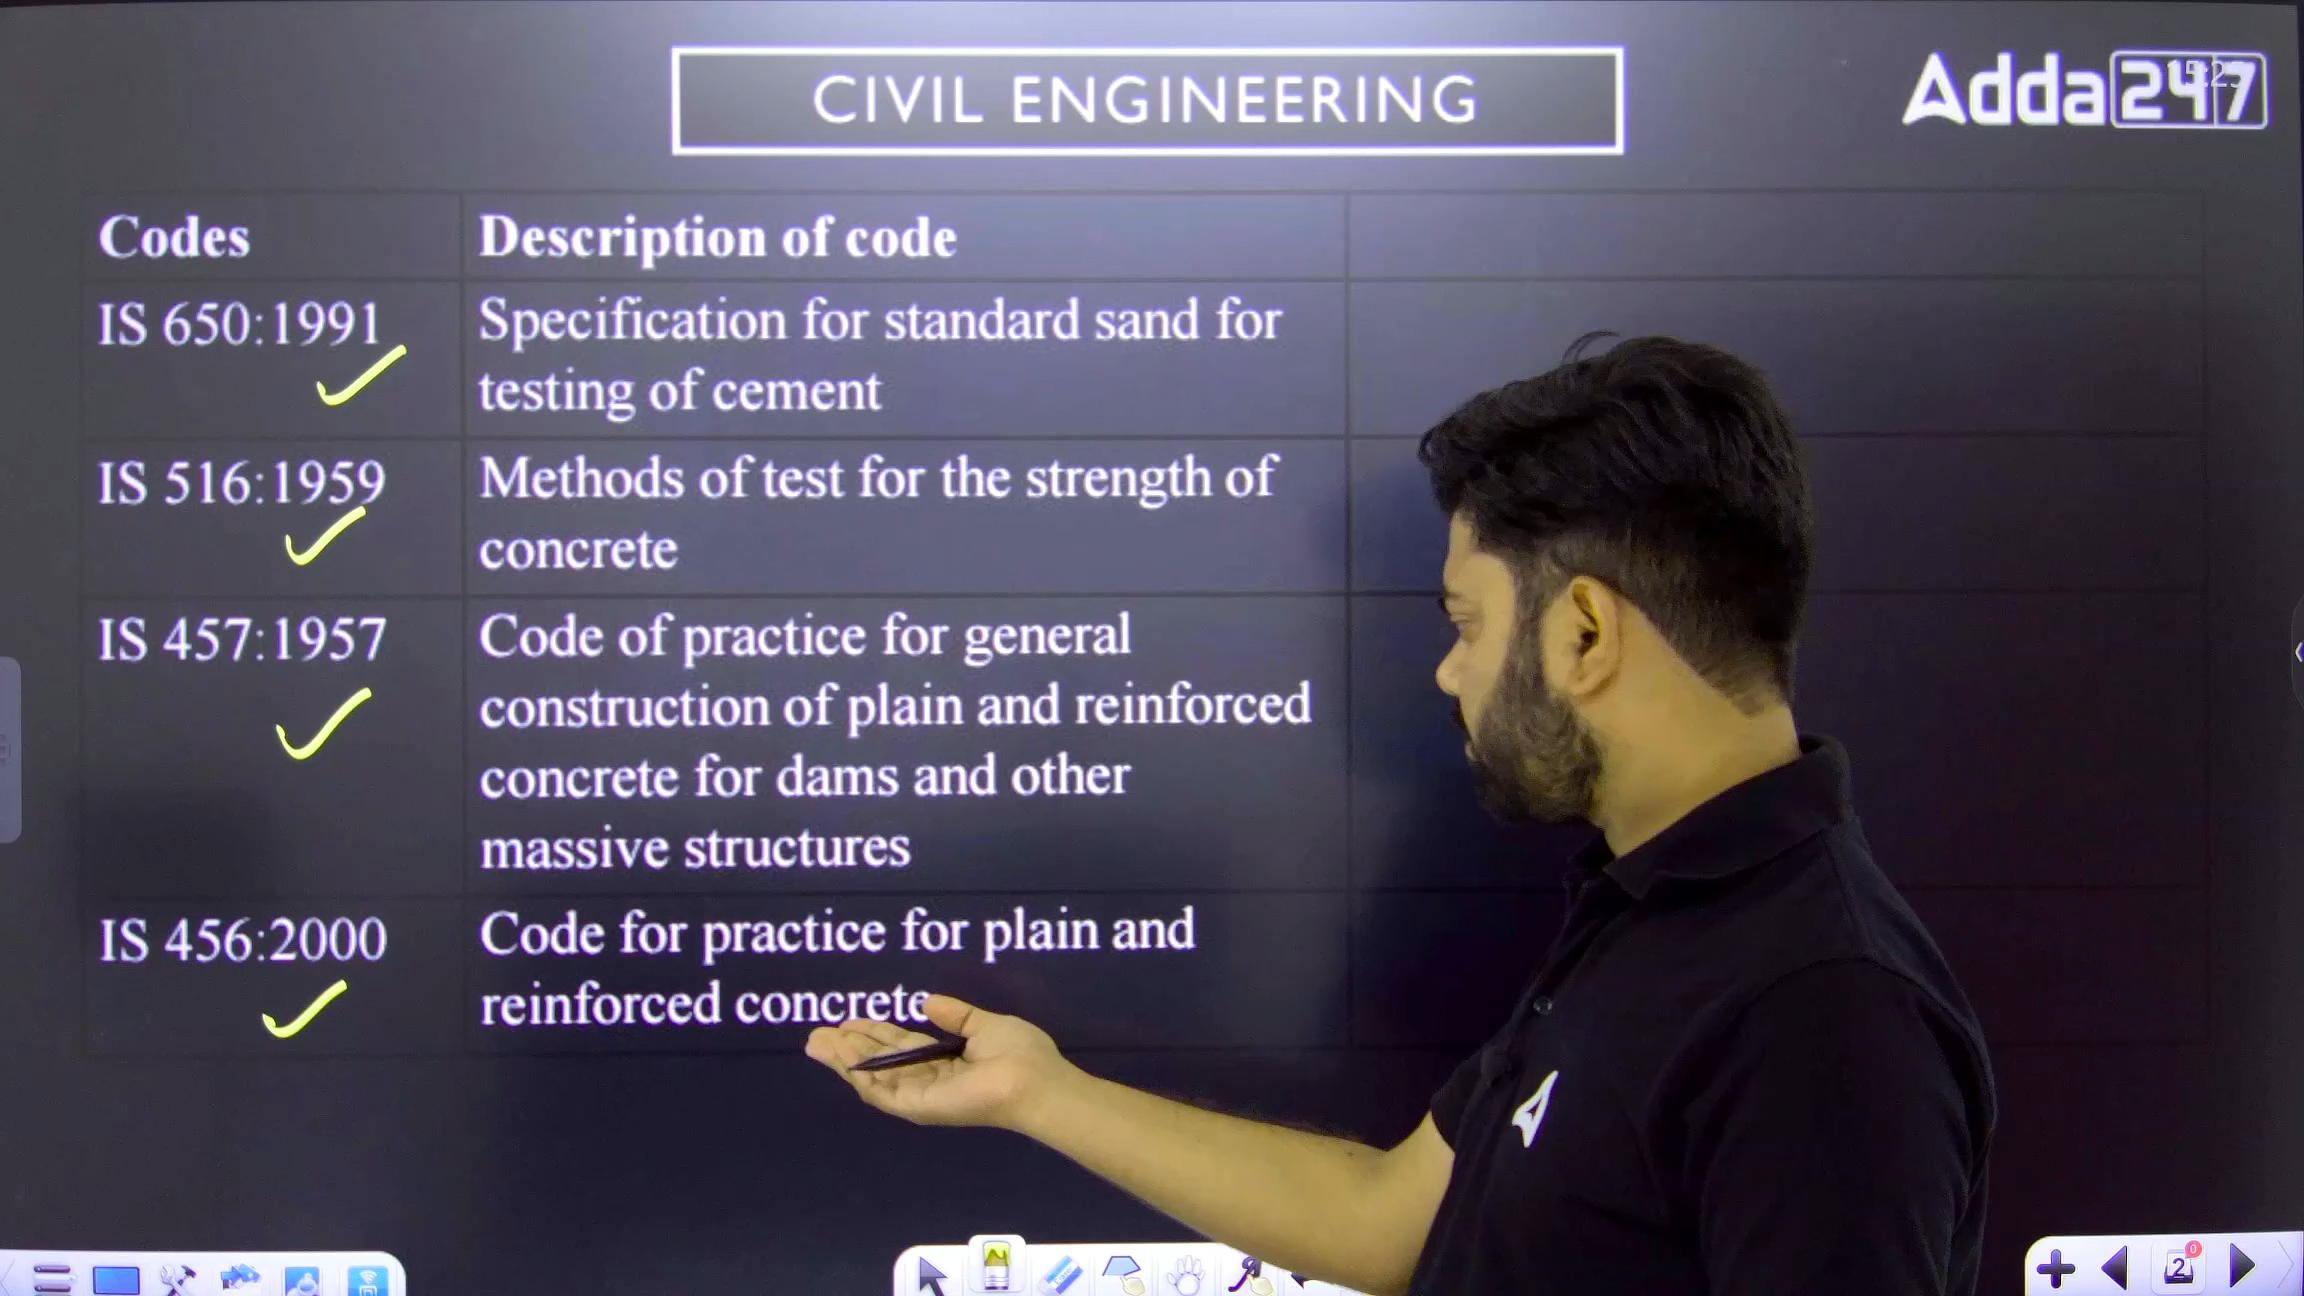 CIVIL ENGINEERING
Adda247
Codes
Description of code
IS 650:1991
Specification for standard sand for
testing of cement
IS 516:1959
Methods of test for the strength of
concrete
IS 457:1957
Code of practice for general
construction of plain and reinforced
concrete for dams and other
massive structures
IS 456:2000
Code for practice for plain and
reinforced concrete
2
0